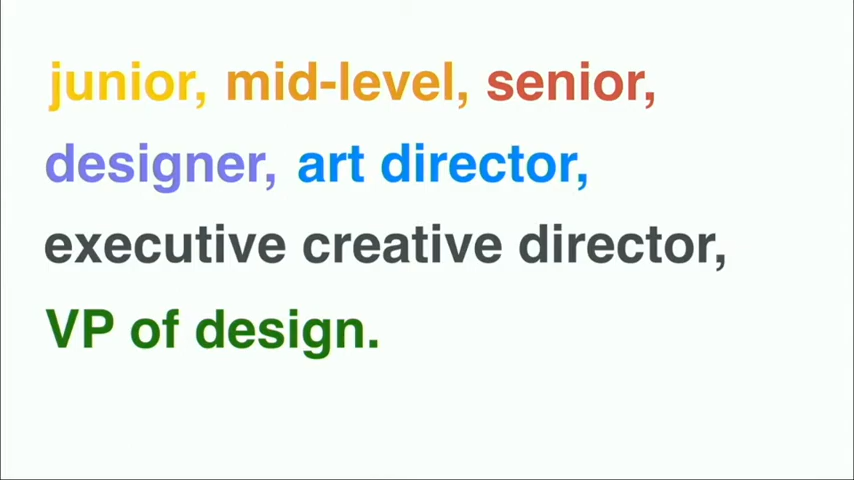 junior, mid-level, senior,
designer, art director,
executive creative director,
VP of design.